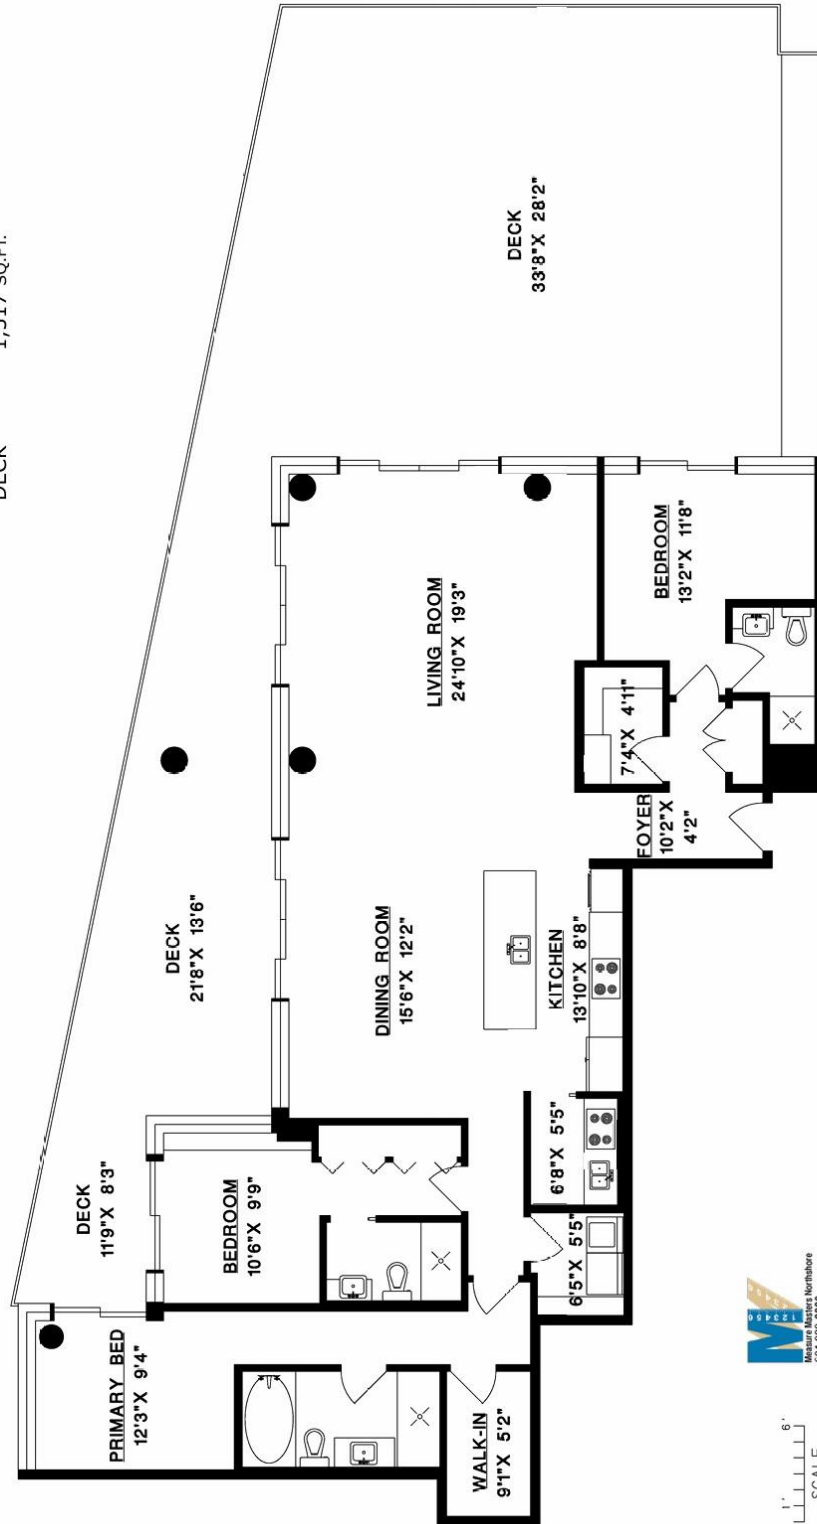 DECK 1,517 SQ.FT.
DECK
33'8"X 28'2"
LIVING ROOM
24'10"X 19'3"
BEDROOM
13'2"X 11'8"
7'4"X 4'11"
FOYER
10'2"X
4'2"
DECK
21'8"X 13'6"
DINING ROOM
15'6"X 12'2"
KITCHEN
13'10"X 8'8"
DECK
11'9"X 8'3"
BEDROOM
10'6"X 9'9"
6'8"X 5'5"
6'5"X 5'5"
PRIMARY BED
12'3"X 9'4"
WALK-IN
9'1"X 5'2"
123456
Measure Masters Northshore
1' 6'
SCALE